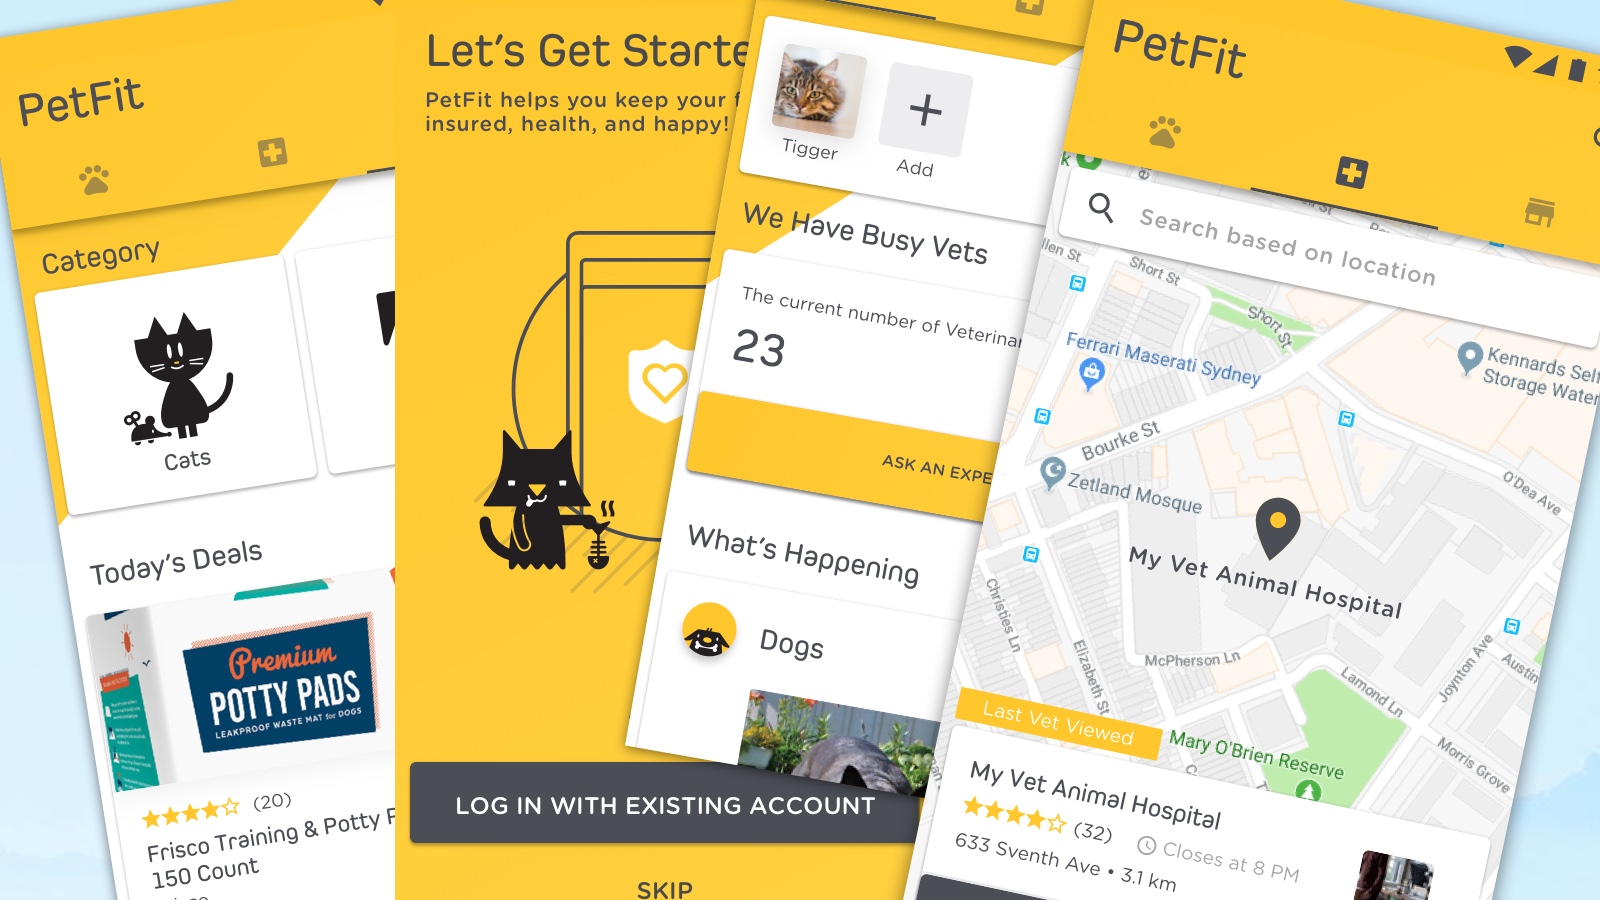 PetFit
Category
Cats
Today's Deals
Premium
POTTY PADS
LEAKPROOF WASTE MAT for DOGS
(20)
Frisco Training & Potty P
150 Count
Let's Get Starte
PetFit helps you keep your f
insured, health, and happy!
LOG IN WITH EXISTING ACCOUNT
SKIP
Tigger
Add
We Have Busy Vets
The current number of Veterinar
23
ASK AN EXPE
What's Happening
Dogs
PetFit
Search based on location
llen St
Short St
Short St
Ferrari Maserati Sydney
Kennards Self
Storage Water
Bourke St
Zetland Mosque
O'Dea Ave
My Vet Animal Hospital
Christies Ln
Elizabeth St
McPherson Ln
Lamond Ln
Joynton Ave
Austin
Morris Grove
Mary O'Brien Reserve
Last Vet Viewed
My Vet Animal Hospital
(32)
Closes at 8 PM
633 Sventh Ave • 3.1 km